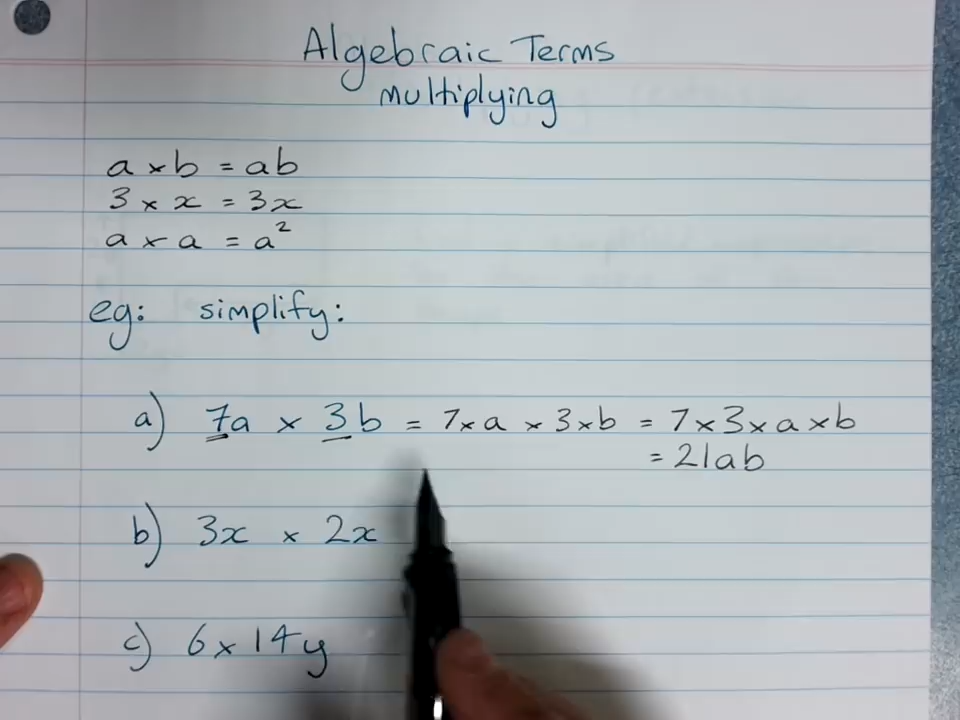 Algebraic Terms
multiplying
a × b = ab
3 × x = 3x
a × a = a²
eg: simplify:
a) 7a × 3b = 7×a × 3×b = 7×3×a×b
= 21ab
b) 3x × 2x
c) 6×14y